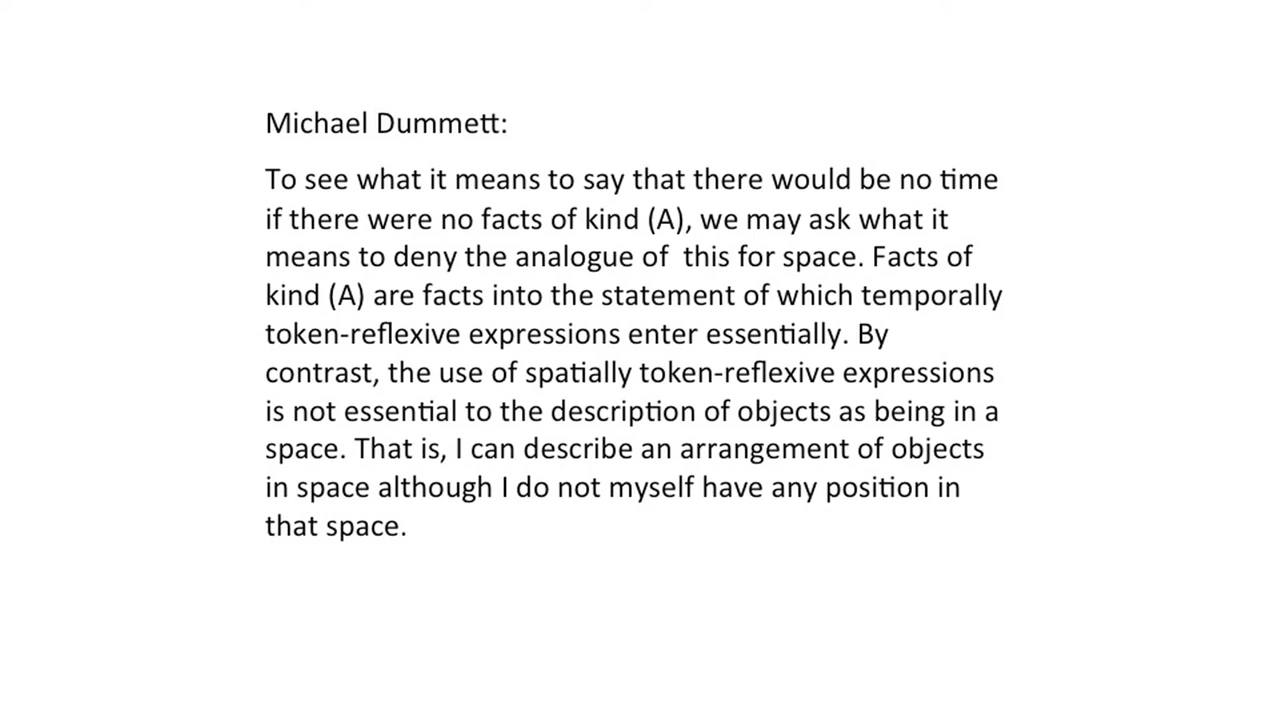 Michael Dummett:
To see what it means to say that there would be no time
if there were no facts of kind (A), we may ask what it
means to deny the analogue of  this for space. Facts of
kind (A) are facts into the statement of which temporally
token-reflexive expressions enter essentially. By
contrast, the use of spatially token-reflexive expressions
is not essential to the description of objects as being in a
space. That is, I can describe an arrangement of objects
in space although I do not myself have any position in
that space.